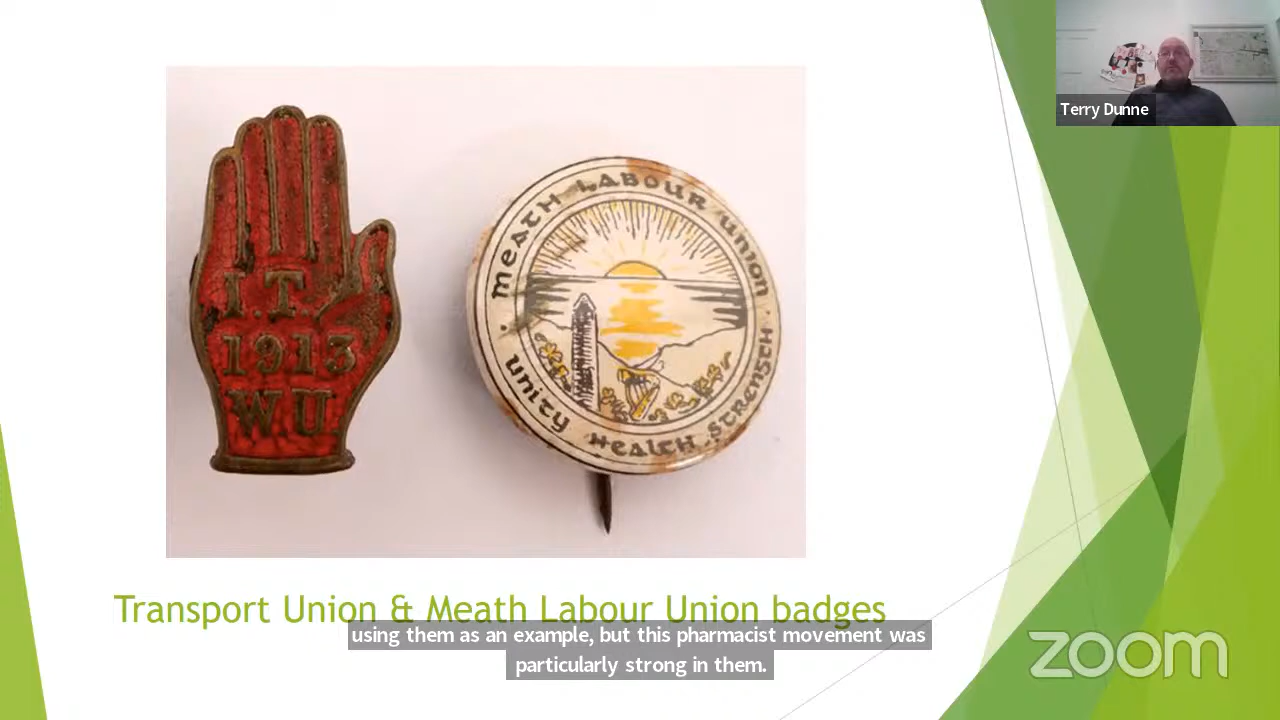 Terry Dunne
I.T.
1913
WU
MEATH LABOUR UNION
UNITY HEALTH STRENGTH
Transport Union & Meath Labour Union badges
using them as an example, but this pharmacist movement was
particularly strong in them.
zoom